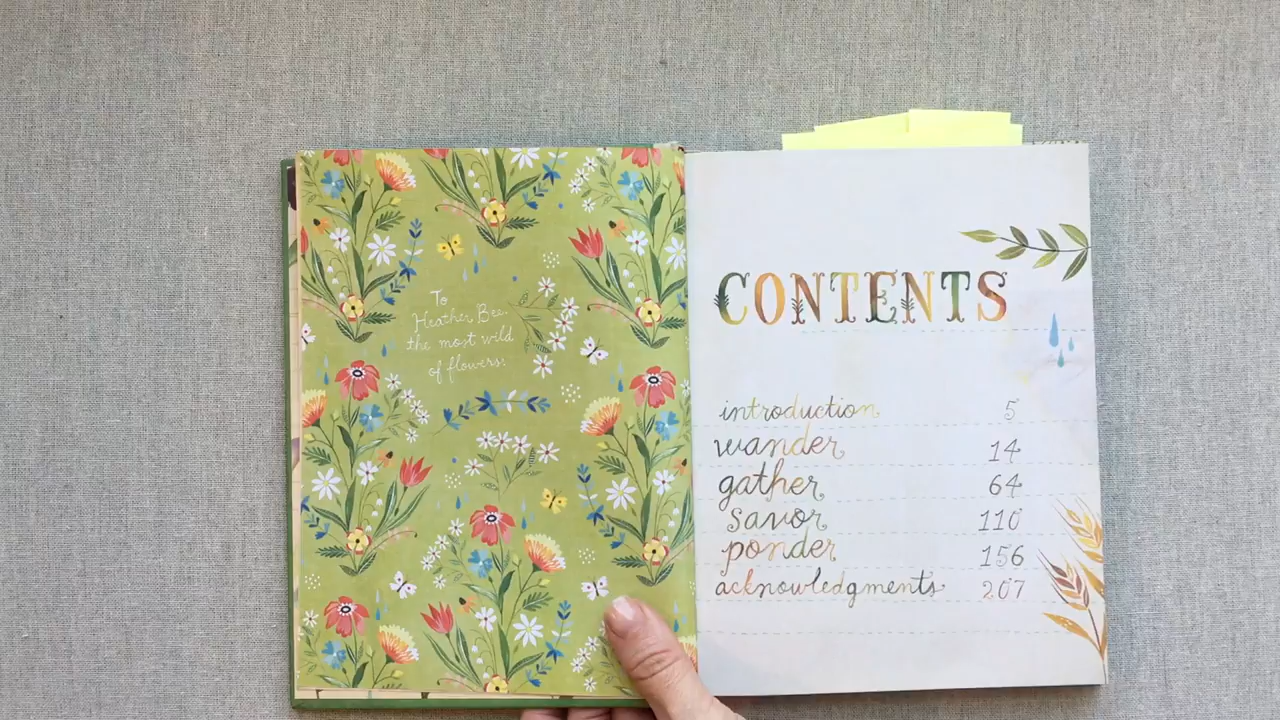 To
Heather Bee.
the most wild
of flowers.
CONTENTS
introduction 5
wander 14
gather 64
savor 110
ponder 156
acknowledgments 207